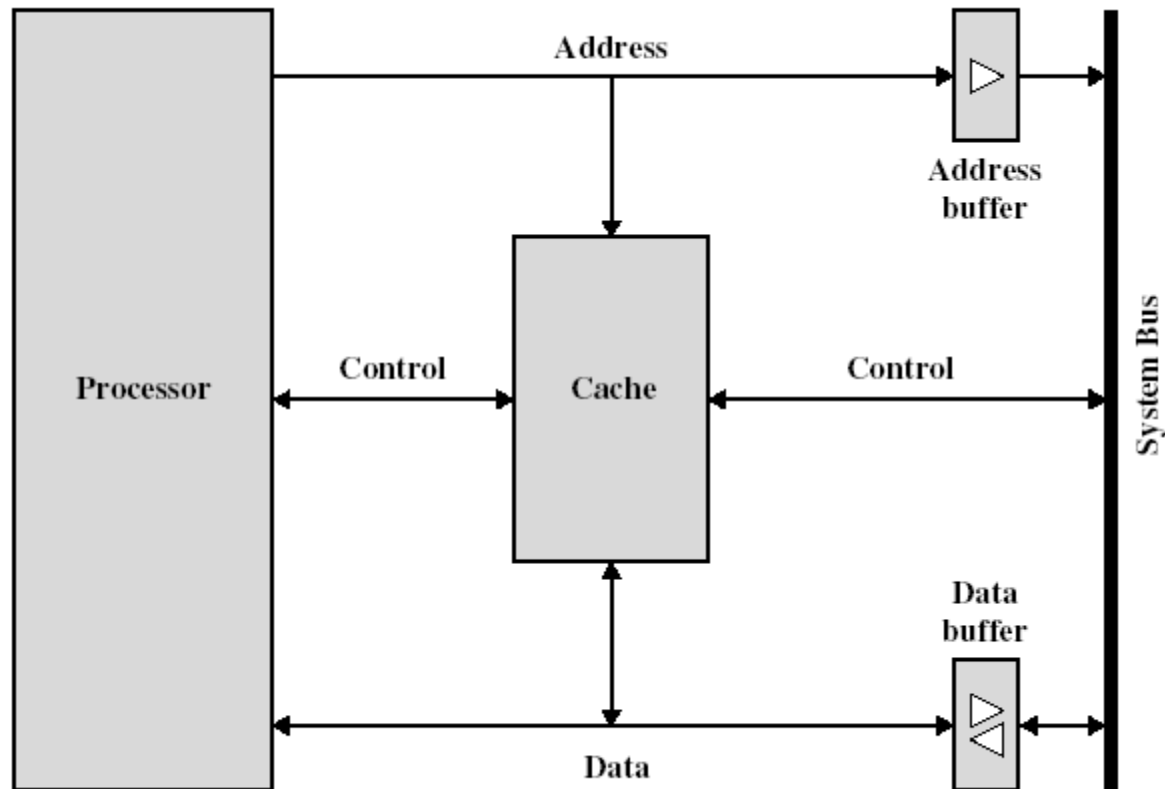 Address
Address
buffer
Processor
Control
Cache
Control
System Bus
Data
buffer
Data